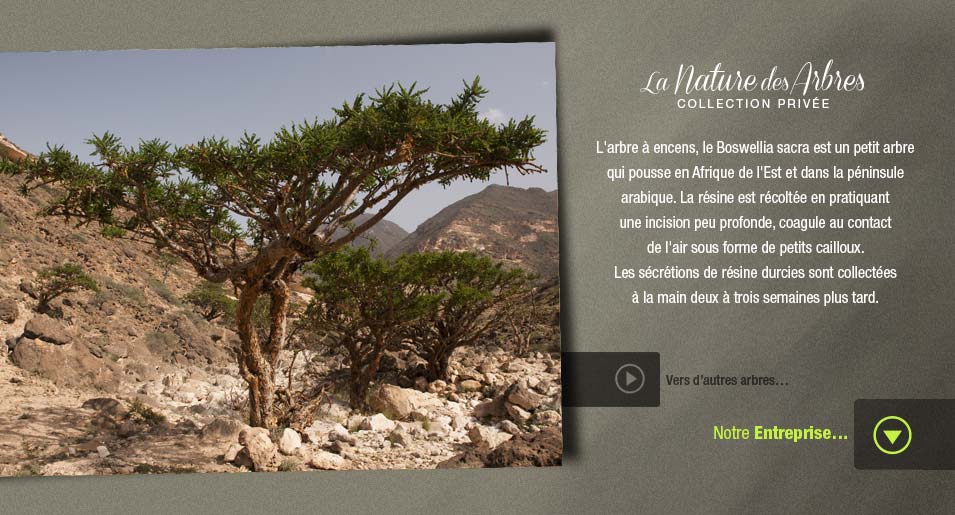 La Nature des Arbres
COLLECTION PRIVÉE
L'arbre à encens, le Boswellia sacra est un petit arbre
qui pousse en Afrique de l'Est et dans la péninsule
arabique. La résine est récoltée en pratiquant
une incision peu profonde, coagule au contact
de l'air sous forme de petits cailloux.
Les sécrétions de résine durcies sont collectées
à la main deux à trois semaines plus tard.
Vers d'autres arbres...
Notre Entreprise...